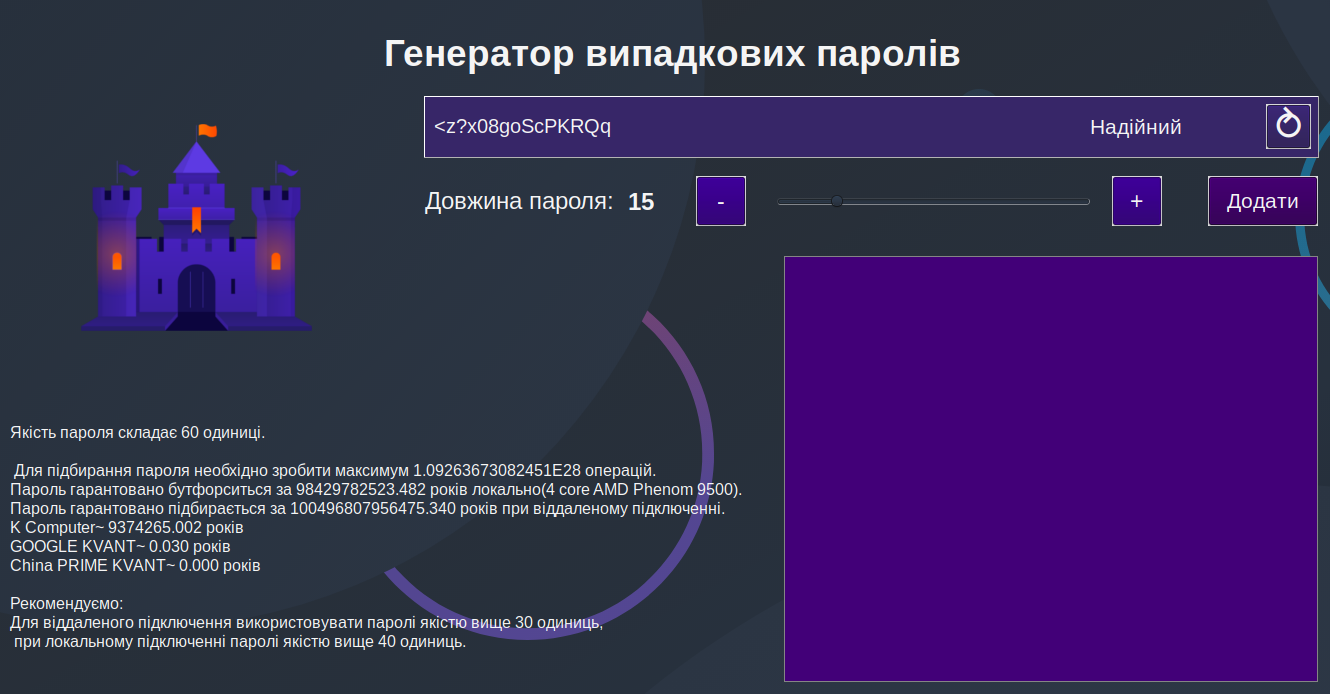 Генератор випадкових паролів
<z?x08goScPKRQq Надійний
Довжина пароля: 15 - + Додати
Якість пароля складає 60 одиниці.
Для підбирання пароля необхідно зробити максимум 1.09263673082451E28 операцій.
Пароль гарантовано бутфорситься за 98429782523.482 років локально(4 core AMD Phenom 9500).
Пароль гарантовано підбирається за 100496807956475.340 років при віддаленому підключенні.
K Computer~ 9374265.002 років
GOOGLE KVANT~ 0.030 років
China PRIME KVANT~ 0.000 років
Рекомендуємо:
Для віддаленого підключення використовувати паролі якістю вище 30 одиниць,
при локальному підключенні паролі якістю вище 40 одиниць.